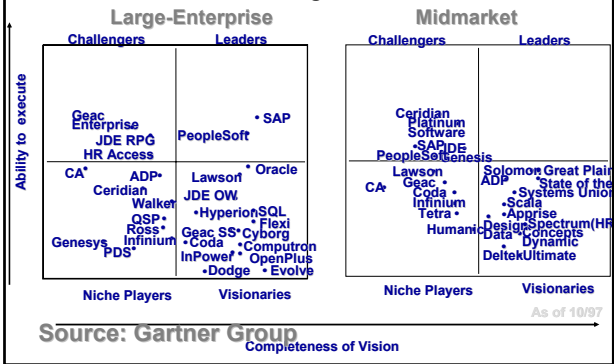 Large-Enterprise
Midmarket
Challengers
Leaders
Challengers
Leaders
Ability to execute
Geac
Enterprise
JDE RPG
HR Access
SAP
PeopleSoft
CA
ADP
Ceridian
Walker
QSP
Ross
Infinium
Genesys
PDS
Oracle
Lawson
JDE OW
Hyperion
SQL
Flexi
Geac SS
Cyborg
Coda
Computron
InPower
OpenPlus
Dodge
Evolve
Ceridian
Platinum
Software
SAP
JDE
PeopleSoft
Genesis
Lawson
CA
Geac
Coda
Infinium
Tetra
Humanic
Solomon
Great Plain
ADP
State of the
Systems Union
Scala
Apprise
Design
Spectrum(HR
Data
Concepts
Dynamic
Deltek
Ultimate
Niche Players
Visionaries
Niche Players
Visionaries
As of 10/97
Source: Gartner Group
Completeness of Vision